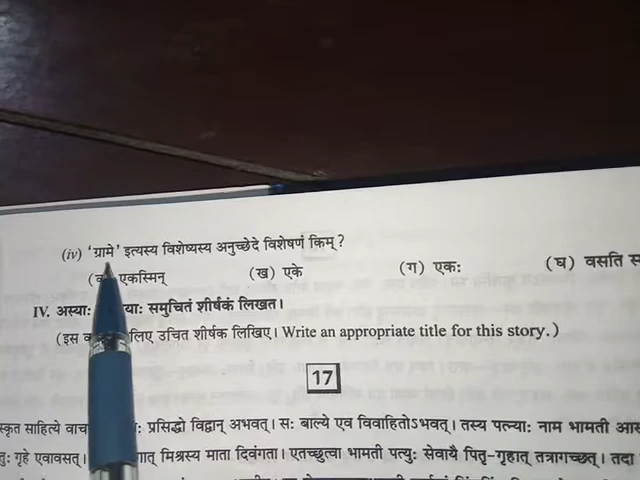 (iv) 'ग्रामे' इत्यस्य विशेष्यस्य अनुच्छेदे विशेषणं किम्?
एकस्मिन् (ख) एके (ग) एक: (घ) वसति
IV. अस्या: समुचितं शीर्षकं लिखत।
(इस लिए उचित शीर्षक लिखिए। Write an appropriate title for this story.)
17
साहित्ये प्रसिद्धो विद्वान् अभवत्। स: बाल्ये एव विवाहितोऽभवत्। तस्य पत्न्या: नाम भामती
गृहे एवावसत्। मिश्रस्य माता दिवंगता। एतच्छ्रुत्वा भामती पत्यु: सेवायै पितृ-गृहात् तत्रागच्छत्। तदा